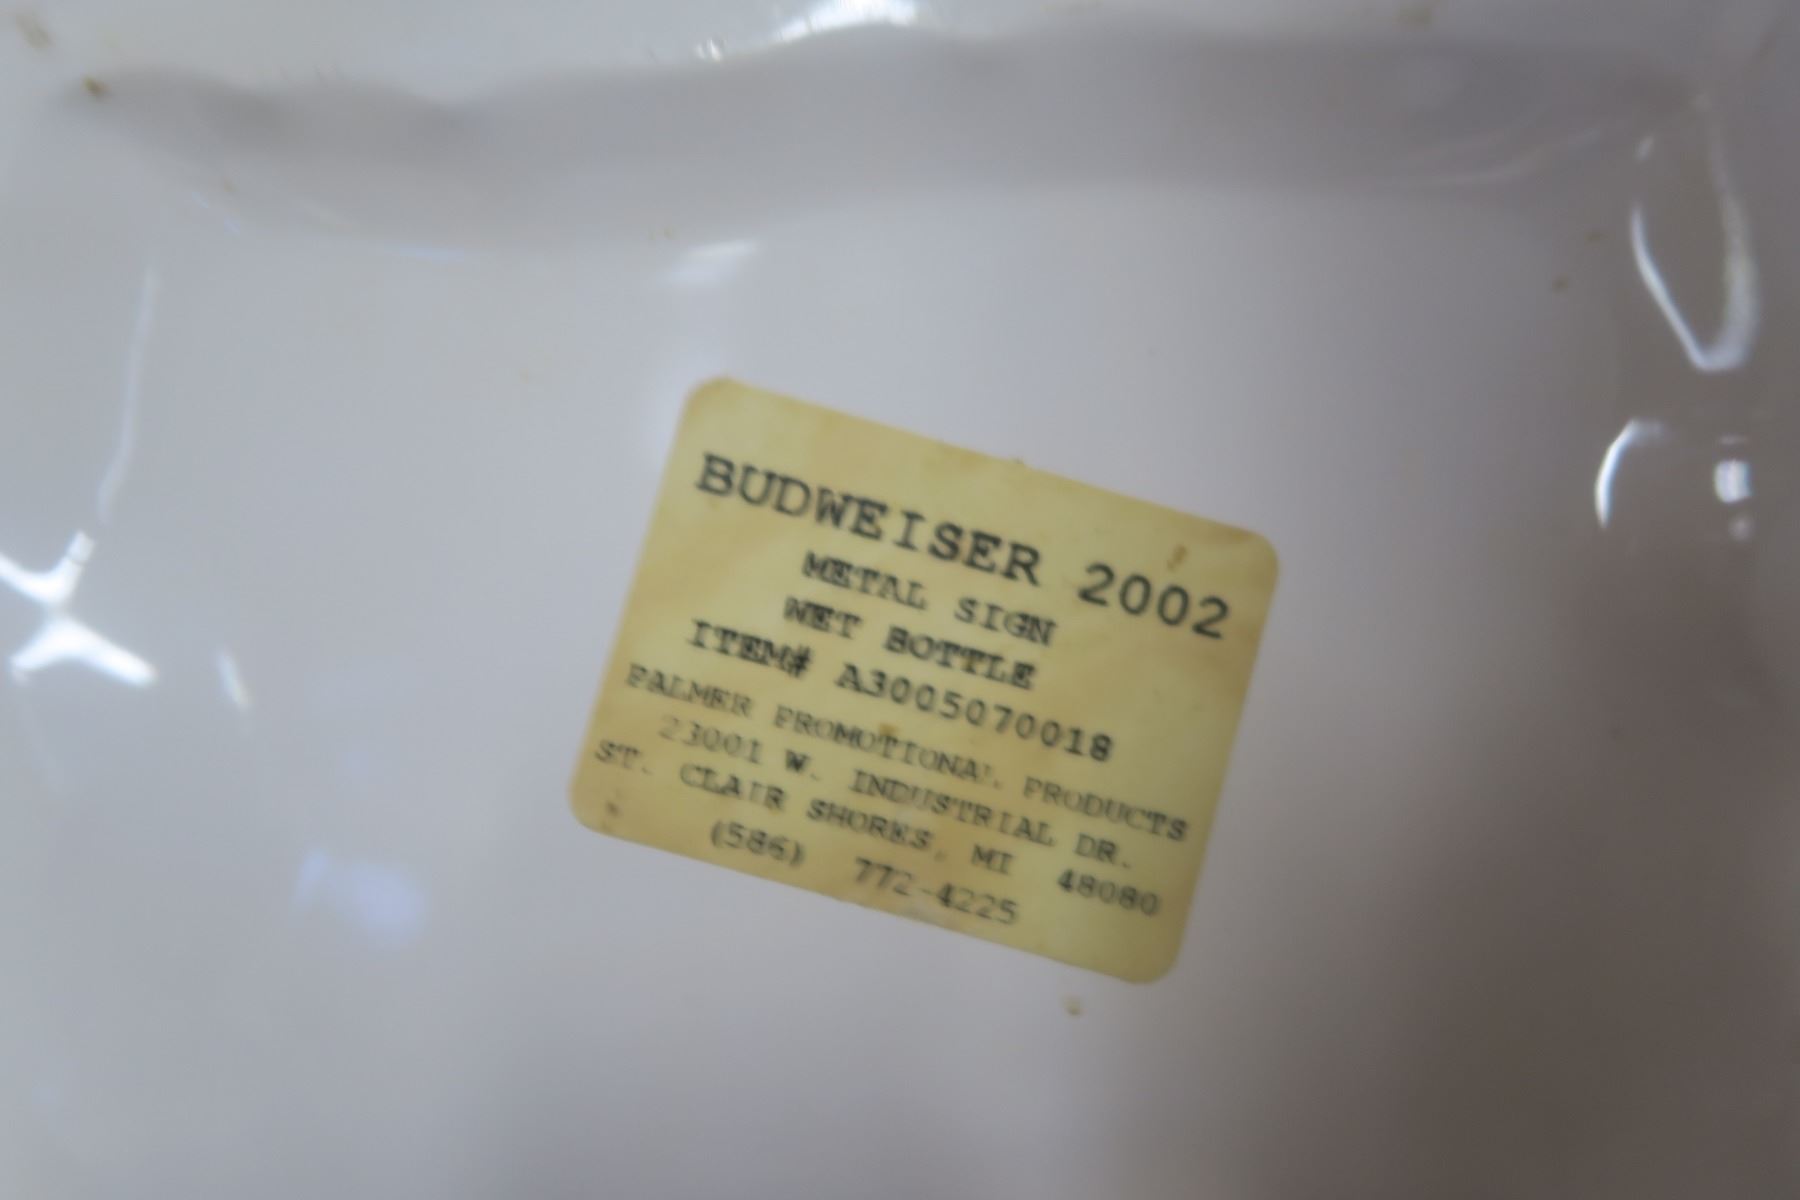 BUDWEISER 2002
METAL SIGN
WET BOTTLE
ITEM# A3005070018
PALMER PROMOTIONAL PRODUCTS
23001 W. INDUSTRIAL DR.
ST. CLAIR SHORES, MI 48080
(586) 772-4225